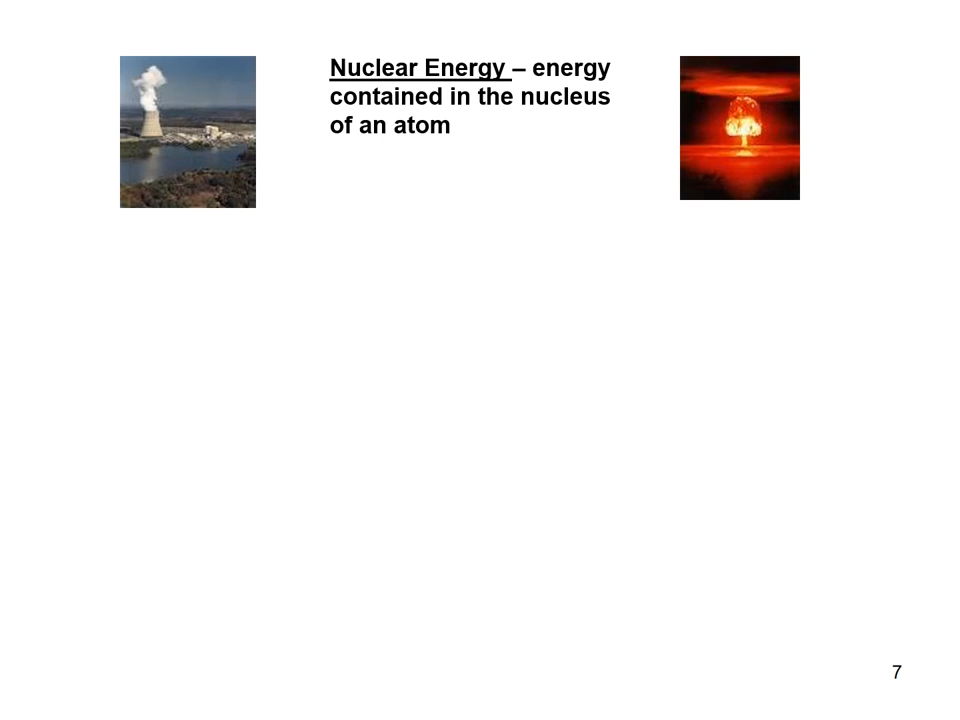 Nuclear Energy – energy
contained in the nucleus
of an atom
7